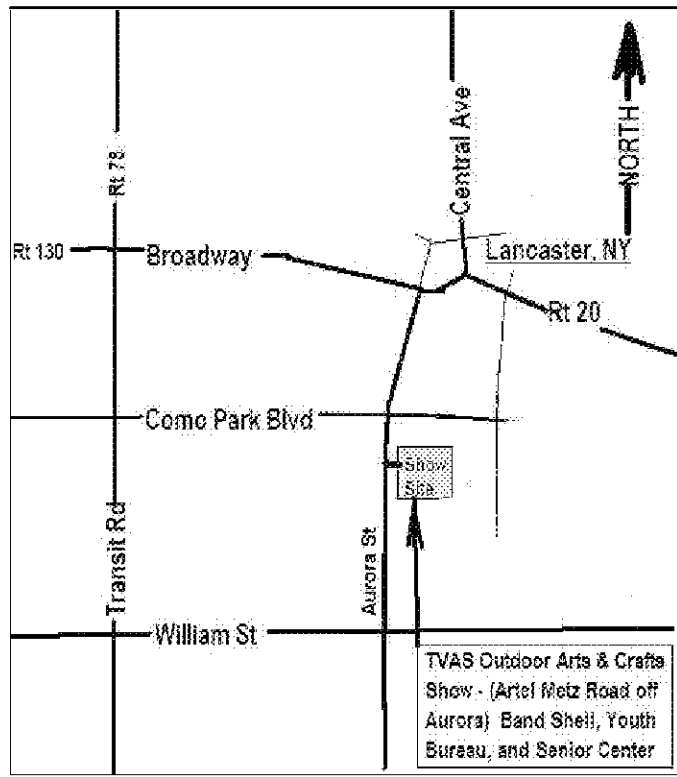 Rt 78
Central Ave
NORTH
Rt 130
Broadway
Lancaster, NY
Rt 20
Como Park Blvd
Show
Site
Transit Rd
Aurora St
William St
TVAS Outdoor Arts & Crafts
Show - (Artel Metz Road off
Aurora) Band Shell, Youth
Bureau, and Senior Center